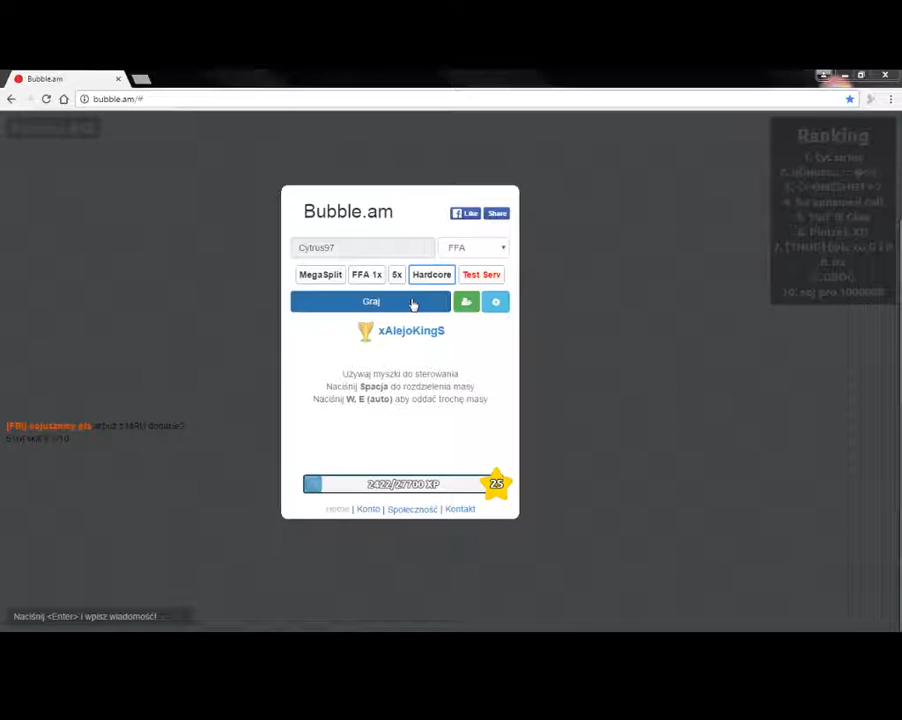 Bubble.am
bubble.am/#
Ranking
Bubble.am
Like Share
Cytrus97 FFA
MegaSplit FFA 1x 5x Hardcore Test Serv
Graj
xAlejoKingS
Używaj myszki do sterowania
Naciśnij Spacja do rozdzielenia masy
Naciśnij W, E (auto) aby oddać trochę masy
2422/27700 XP 25
Home | Konto | Społeczność | Kontakt
Naciśnij <Enter> i wpisz wiadomość!